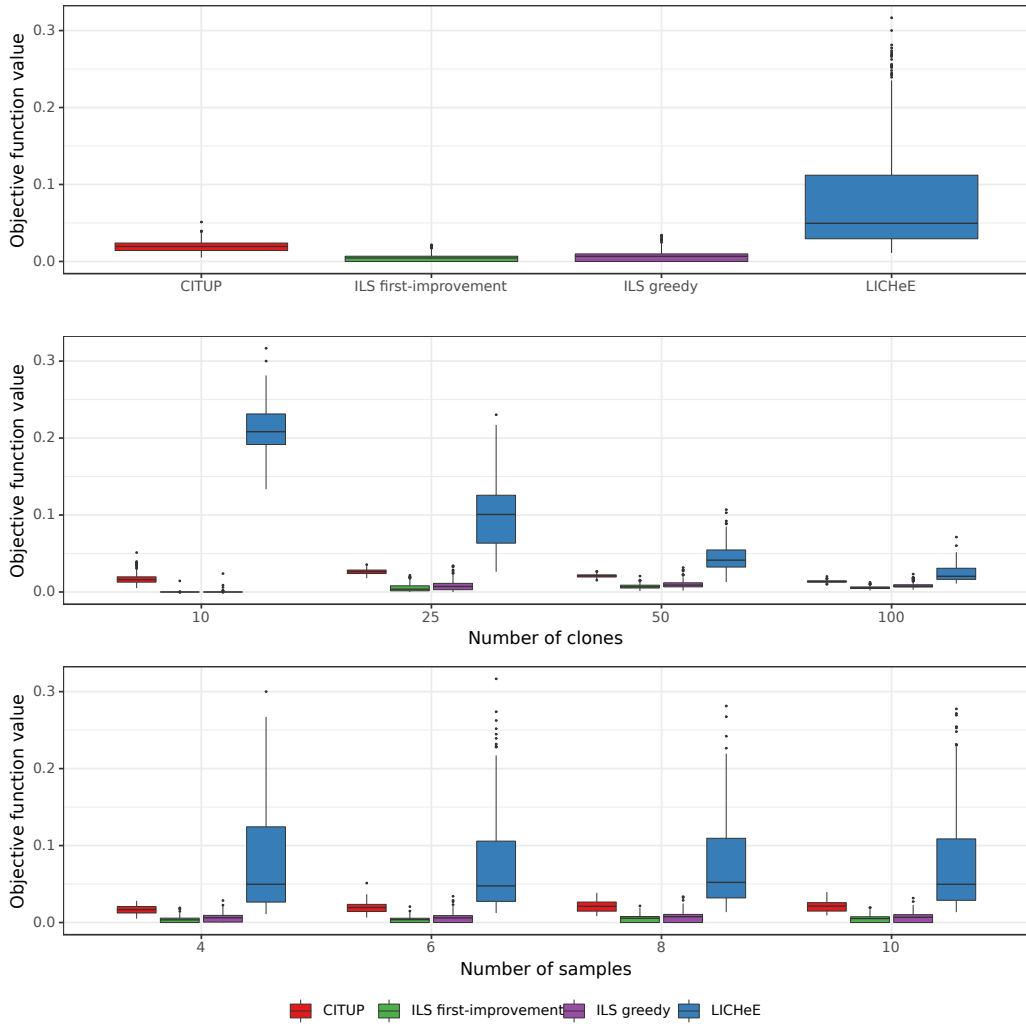 Objective function value
0.3
0.2
0.1
0.0
CITUP ILS first-improvement ILS greedy LICHeE
Objective function value
0.3
0.2
0.1
0.0
10 25 50 100
Number of clones
Objective function value
0.3
0.2
0.1
0.0
4 6 8 10
Number of samples
CITUP ILS first-improvement ILS greedy LICHeE